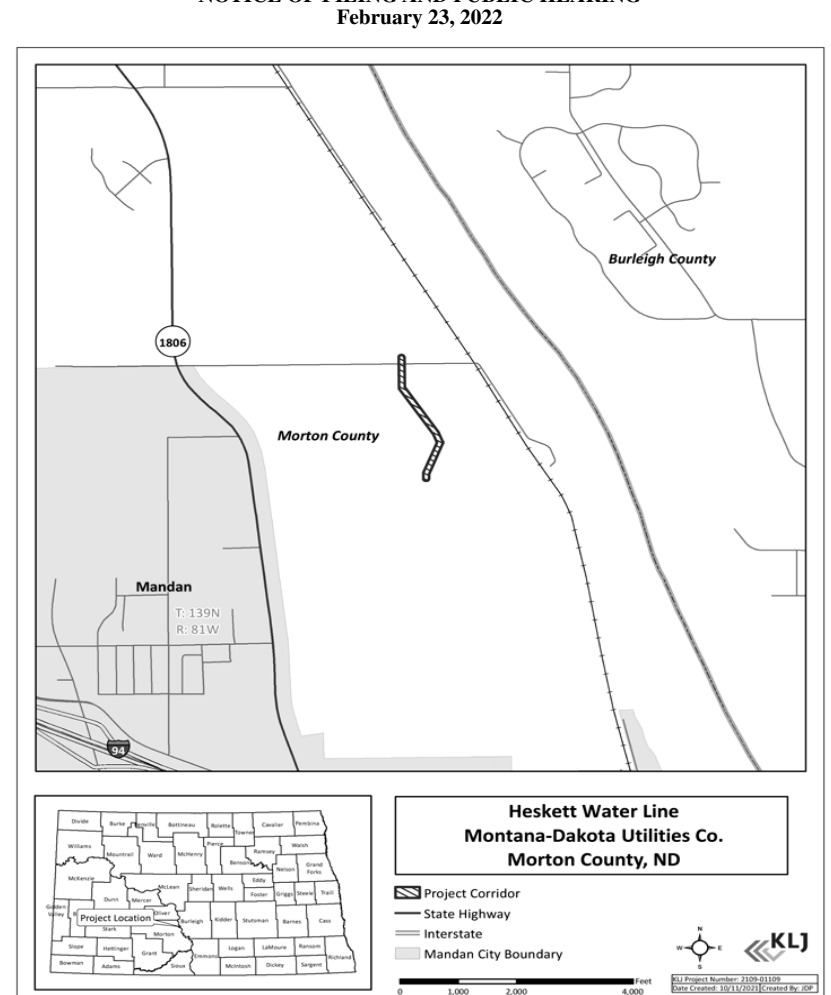 NOTICE OF FILING AND PUBLIC HEARING
February 23, 2022
Burleigh County
1806
Morton County
Mandan
T: 139N
R: 81W
94
Divide
Burke
Bottineau
Rolette
Towner
Cavalier
Pembina
Williams
Mountrail
Ward
McHenry
Pierce
Benson
Ramsey
Walsh
Nelson
Grand
Forks
McKenzie
Dunn
Mercer
McLean
Sheridan
Wells
Eddy
Foster
Griggs
Steele
Traill
Golden
Valley
Project Location
Oliver
Burleigh
Kidder
Stutsman
Barnes
Cass
Stark
Morton
Slope
Hettinger
Grant
Emmons
Logan
LaMoure
Ransom
Richland
Bowman
Adams
Sioux
McIntosh
Dickey
Sargent
Heskett Water Line
Montana-Dakota Utilities Co.
Morton County, ND
Project Corridor
State Highway
Interstate
Mandan City Boundary
N
W
E
S
KLJ
Feet
0
1,000
2,000
4,000
KLJ Project Number: 2109-01109
Date Created: 10/11/2021 Created By: JDP